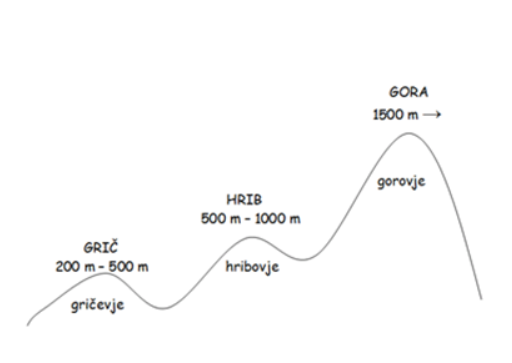 GORA
1500 m →
gorovje
HRIB
500 m - 1000 m
hribovje
GRIČ
200 m - 500 m
gričevje